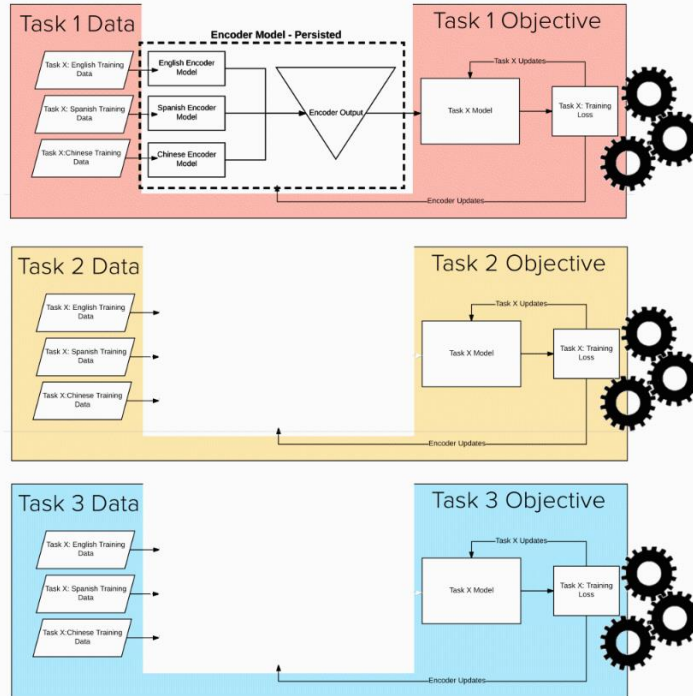 Task 1 Data
Encoder Model - Persisted
Task 1 Objective
Task X: English Training
Data
English Encoder
Model
Task X: Spanish Training
Data
Spanish Encoder
Model
Task X:Chinese Training
Data
Chinese Encoder
Model
Encoder Output
Task X Updates
Task X Model
Task X: Training
Loss
Encoder Updates
Task 2 Data
Task 2 Objective
Task X: English Training
Data
Task X: Spanish Training
Data
Task X:Chinese Training
Data
Task X Updates
Task X Model
Task X: Training
Loss
Encoder Updates
Task 3 Data
Task 3 Objective
Task X: English Training
Data
Task X: Spanish Training
Data
Task X:Chinese Training
Data
Task X Updates
Task X Model
Task X: Training
Loss
Encoder Updates